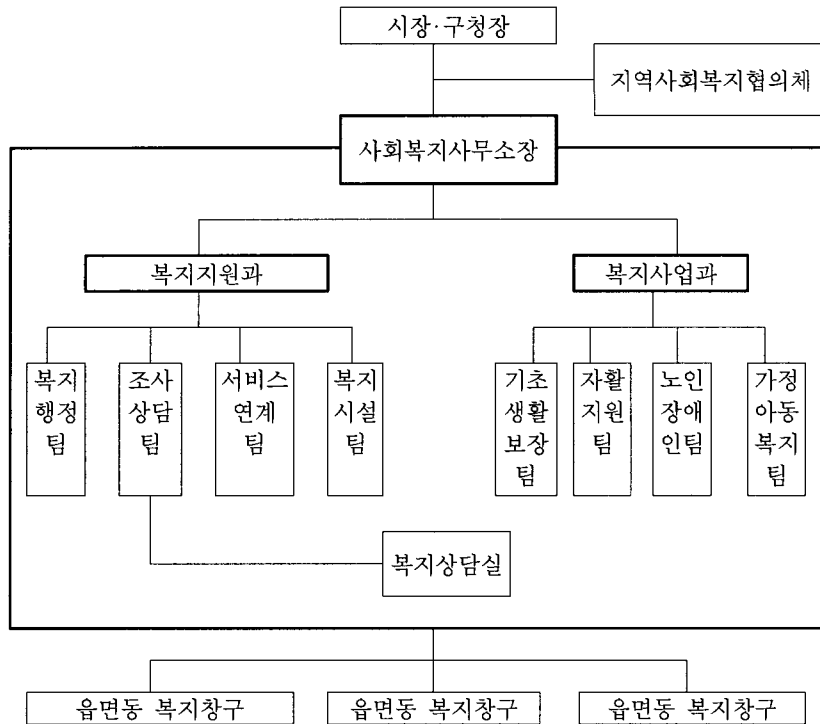 시장·구청장
지역사회복지협의체
사회복지사무소장
복지지원과
복지사업과
복지
행정
팀
조사
상담
팀
서비스
연계
팀
복지
시설
팀
기초
생활
보장
팀
자활
지원
팀
노인
장애
인팀
가정
아동
복지
팀
복지상담실
읍면동 복지창구
읍면동 복지창구
읍면동 복지창구